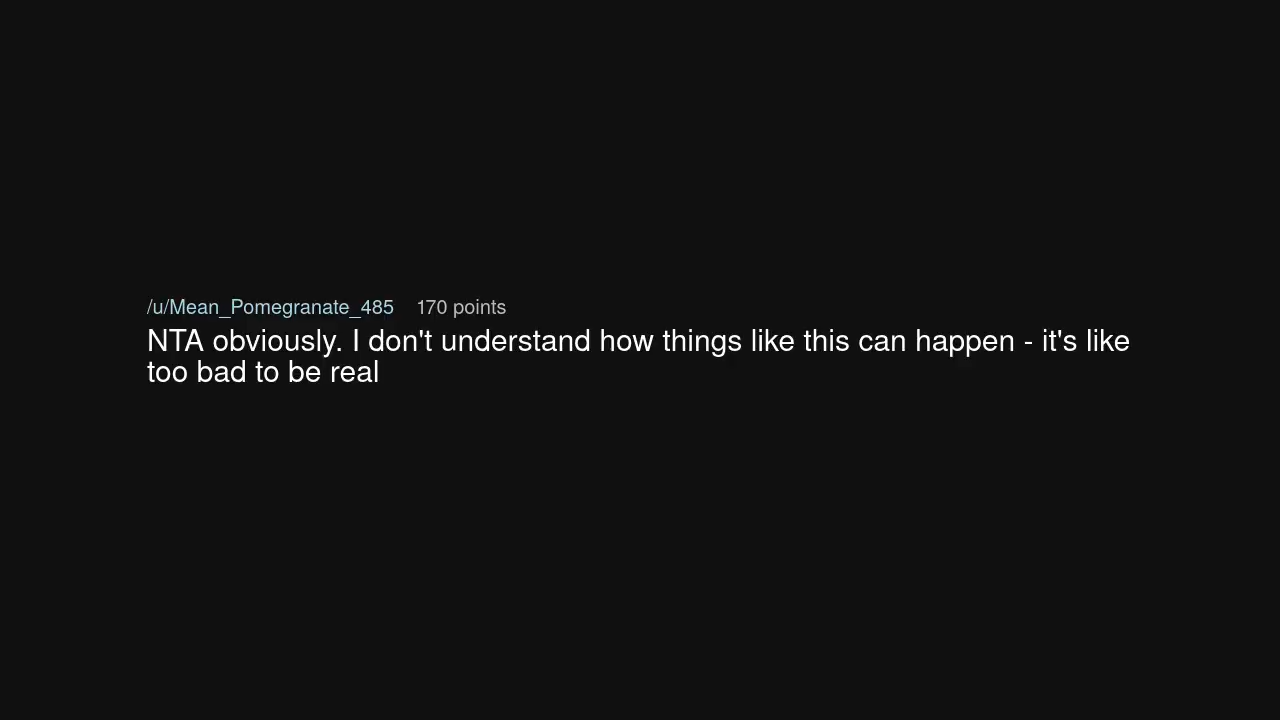 /u/Mean_Pomegranate_485 170 points
NTA obviously. I don't understand how things like this can happen - it's like
too bad to be real